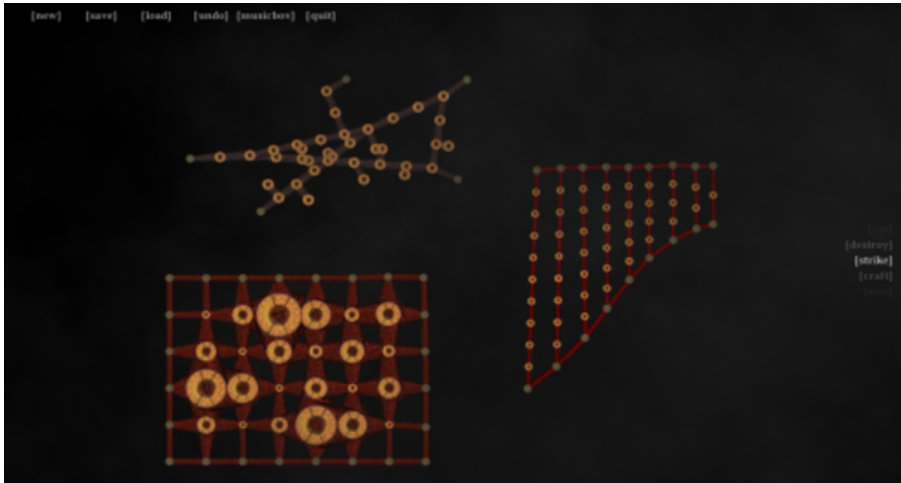 [new] [save] [load] [undo] [musicbox] [quit]
[destroy]
[strike]
[craft]